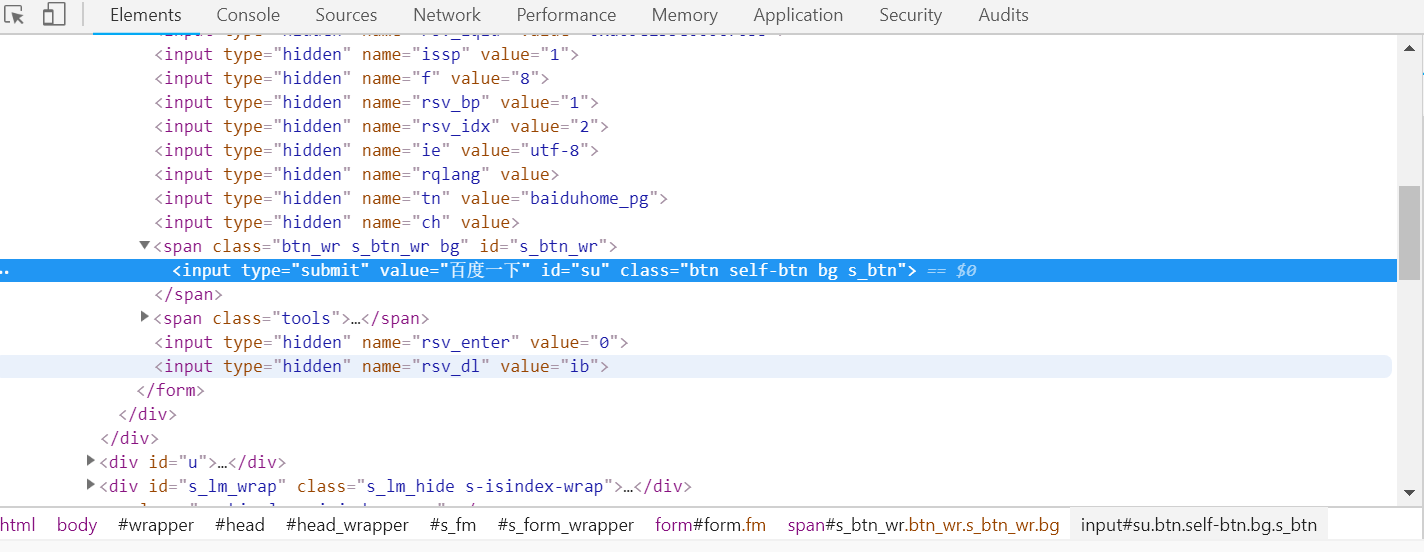 Elements Console Sources Network Performance Memory Application Security Audits
<input type="hidden" name="issp" value="1">
<input type="hidden" name="f" value="8">
<input type="hidden" name="rsv_bp" value="1">
<input type="hidden" name="rsv_idx" value="2">
<input type="hidden" name="ie" value="utf-8">
<input type="hidden" name="rqlang" value>
<input type="hidden" name="tn" value="baiduhome_pg">
<input type="hidden" name="ch" value>
<span class="btn_wr s_btn_wr bg" id="s_btn_wr">
<input type="submit" value="百度一下" id="su" class="btn self-btn bg s_btn"> == $0
</span>
<span class="tools">…</span>
<input type="hidden" name="rsv_enter" value="0">
<input type="hidden" name="rsv_dl" value="ib">
</form>
</div>
</div>
<div id="u">…</div>
<div id="s_lm_wrap" class="s_lm_hide s-isindex-wrap">…</div>
html body #wrapper #head #head_wrapper #s_fm #s_form_wrapper form#form.fm span#s_btn_wr.btn_wr.s_btn_wr.bg input#su.btn.self-btn.bg.s_btn